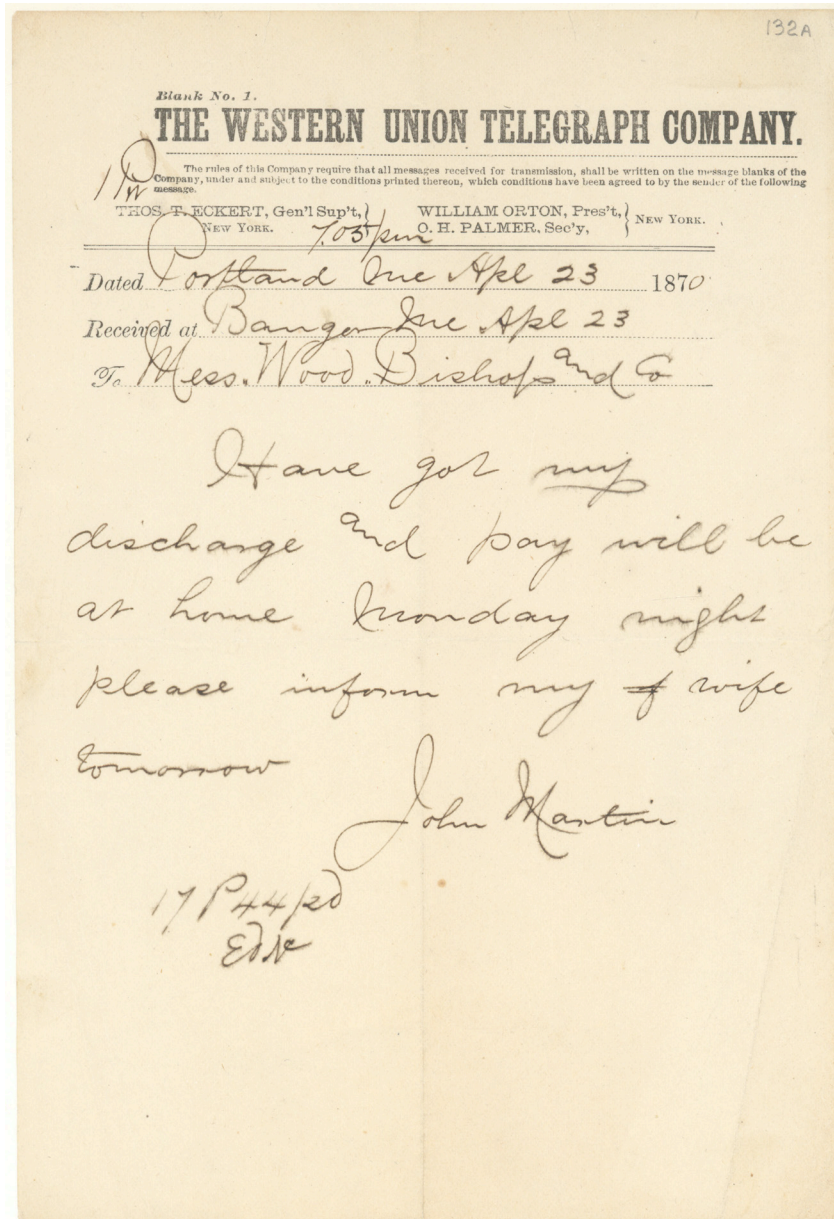 132A
Blank No. 1.
THE WESTERN UNION TELEGRAPH COMPANY.
The rules of this Company require that all messages received for transmission, shall be written on the message blanks of the
Company, under and subject to the conditions printed thereon, which conditions have been agreed to by the sender of the following
message.
THOS. T. ECKERT, Gen'l Sup't, WILLIAM ORTON, Pres't,
NEW YORK. O. H. PALMER, Sec'y, NEW YORK.
7.05 pm
Dated Portland Me Apl 23 1870
Received at Bangor Me Apl 23
To Mess. Wood. Bishop and Co
Have got my
discharge and pay will be
at home Monday night
please inform my wife
tomorrow
John Martin
17 P 44 pd